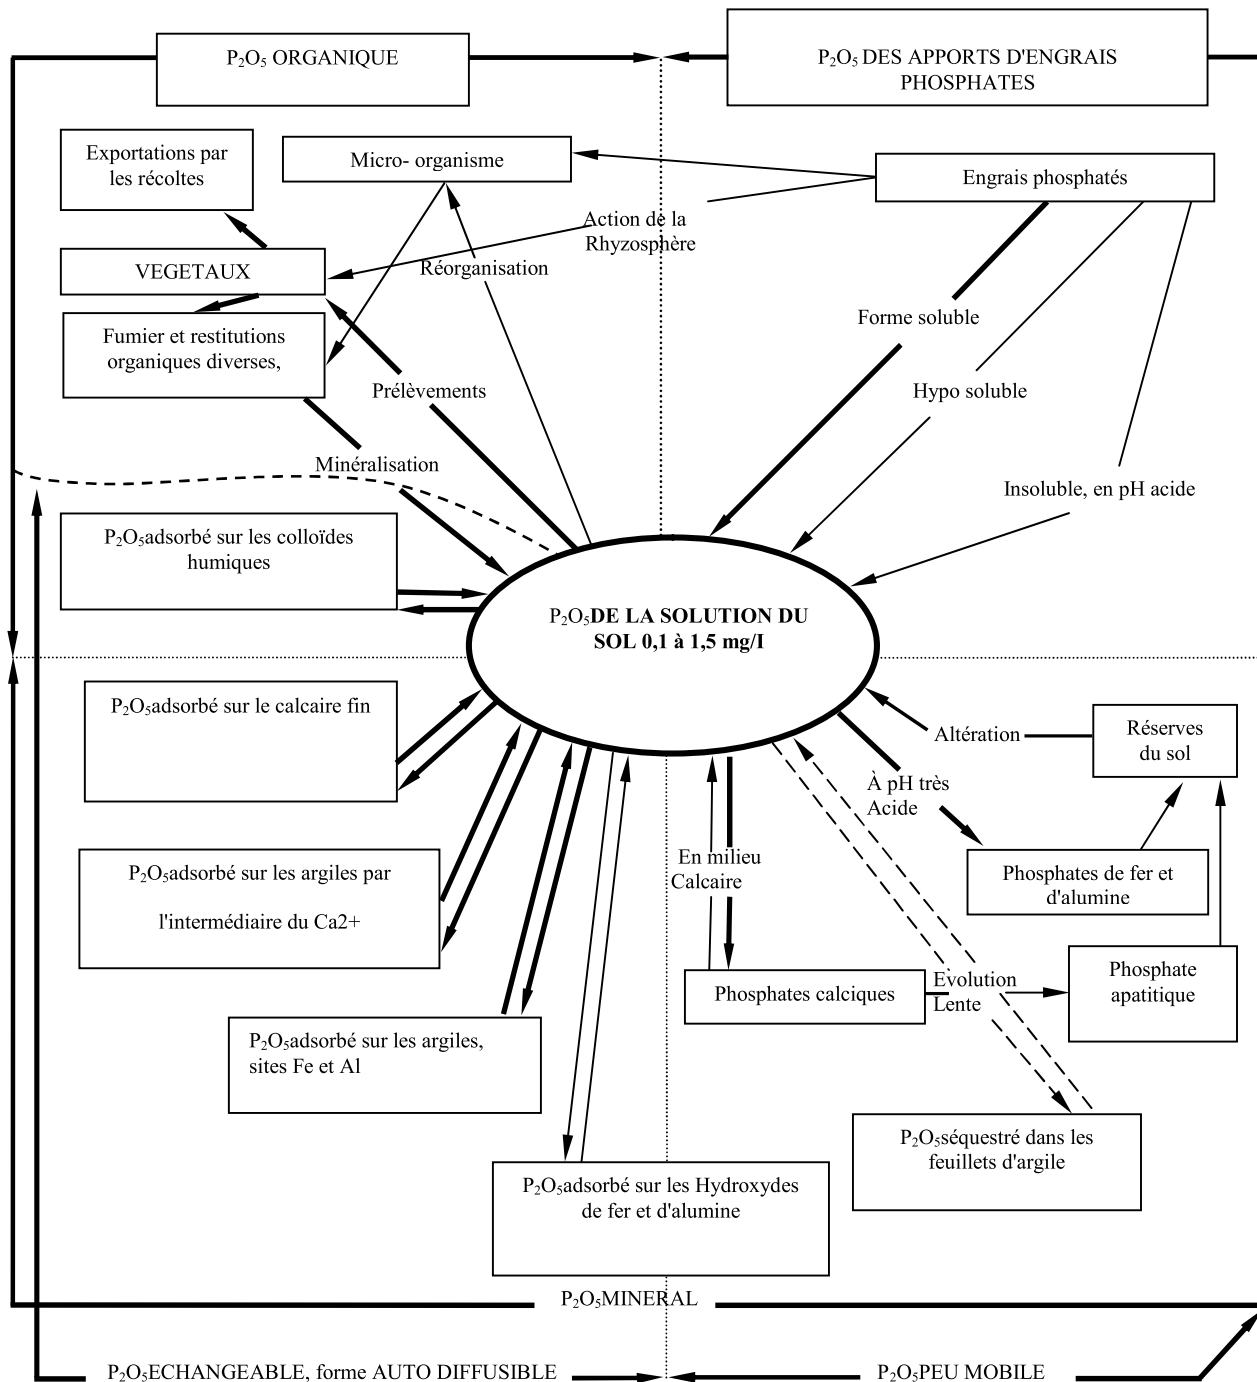 P₂O₅ ORGANIQUE
P₂O₅ DES APPORTS D'ENGRAIS
PHOSPHATES
Exportations par
les récoltes
Micro- organisme
Engrais phosphatés
Action de la
Rhyzosphère
VEGETAUX
Réorganisation
Fumier et restitutions
organiques diverses,
Forme soluble
Prélèvements
Hypo soluble
Minéralisation
Insoluble, en pH acide
P₂O₅adsorbé sur les colloïdes
humiques
P₂O₅DE LA SOLUTION DU
SOL 0,1 à 1,5 mg/I
P₂O₅adsorbé sur le calcaire fin
Altération
Réserves
du sol
À pH très
Acide
P₂O₅adsorbé sur les argiles par
l'intermédiaire du Ca2+
En milieu
Calcaire
Phosphates de fer et
d'alumine
Phosphates calciques
Evolution
Lente
Phosphate
apatitique
P₂O₅adsorbé sur les argiles,
sites Fe et Al
P₂O₅séquestré dans les
feuillets d'argile
P₂O₅adsorbé sur les Hydroxydes
de fer et d'alumine
P₂O₅MINERAL
P₂O₅ECHANGEABLE, forme AUTO DIFFUSIBLE
P₂O₅PEU MOBILE